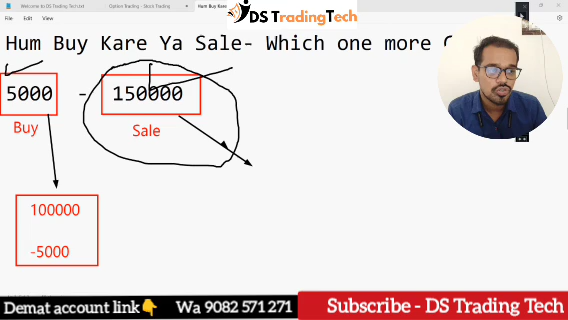 Welcome to DS Trading Tech.txt
Option Trading - Stock Trading
Hum Buy Kare Ya
DS TradingTech
File Edit View
Hum Buy Kare Ya Sale- Which one more
5000 - 150000
Buy Sale
100000
-5000
Demat account link👇 Wa 9082 571 271 Subscribe - DS Trading Tech